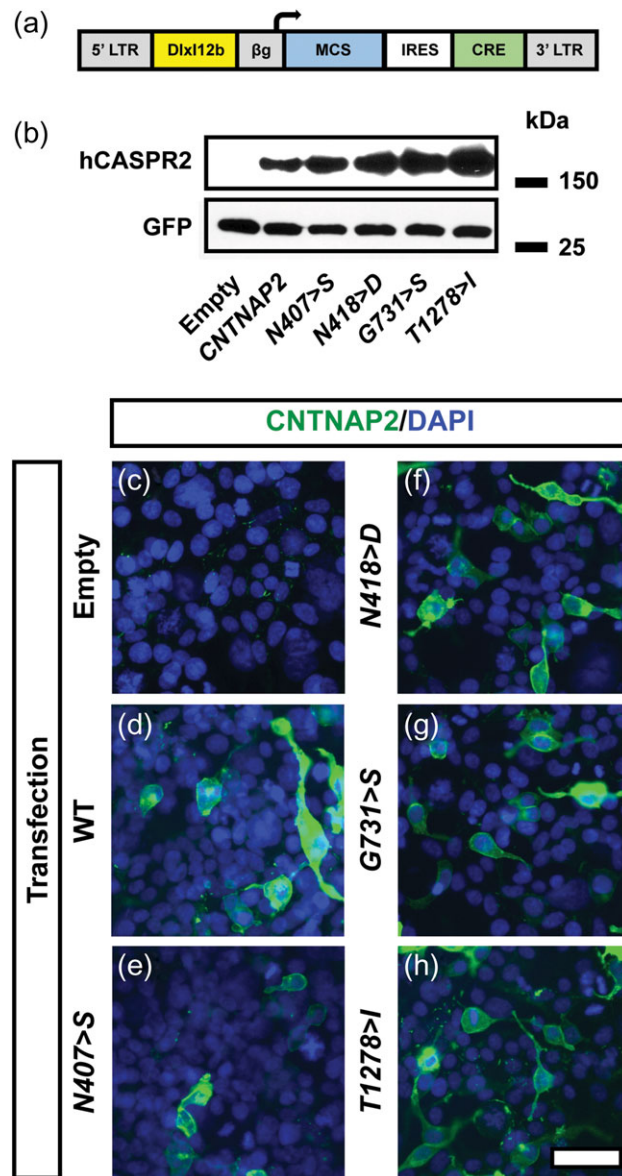 (a)
5' LTR DlxI12b βg MCS IRES CRE 3' LTR
(b)
kDa
hCASPR2
150
GFP
25
Empty CNTNAP2 N407>S N418>D G731>S T1278>I
CNTNAP2/DAPI
Transfection
Empty
(c)
(f)
N418>D
WT
(d)
(g)
G731>S
N407>S
(e)
(h)
T1278>I